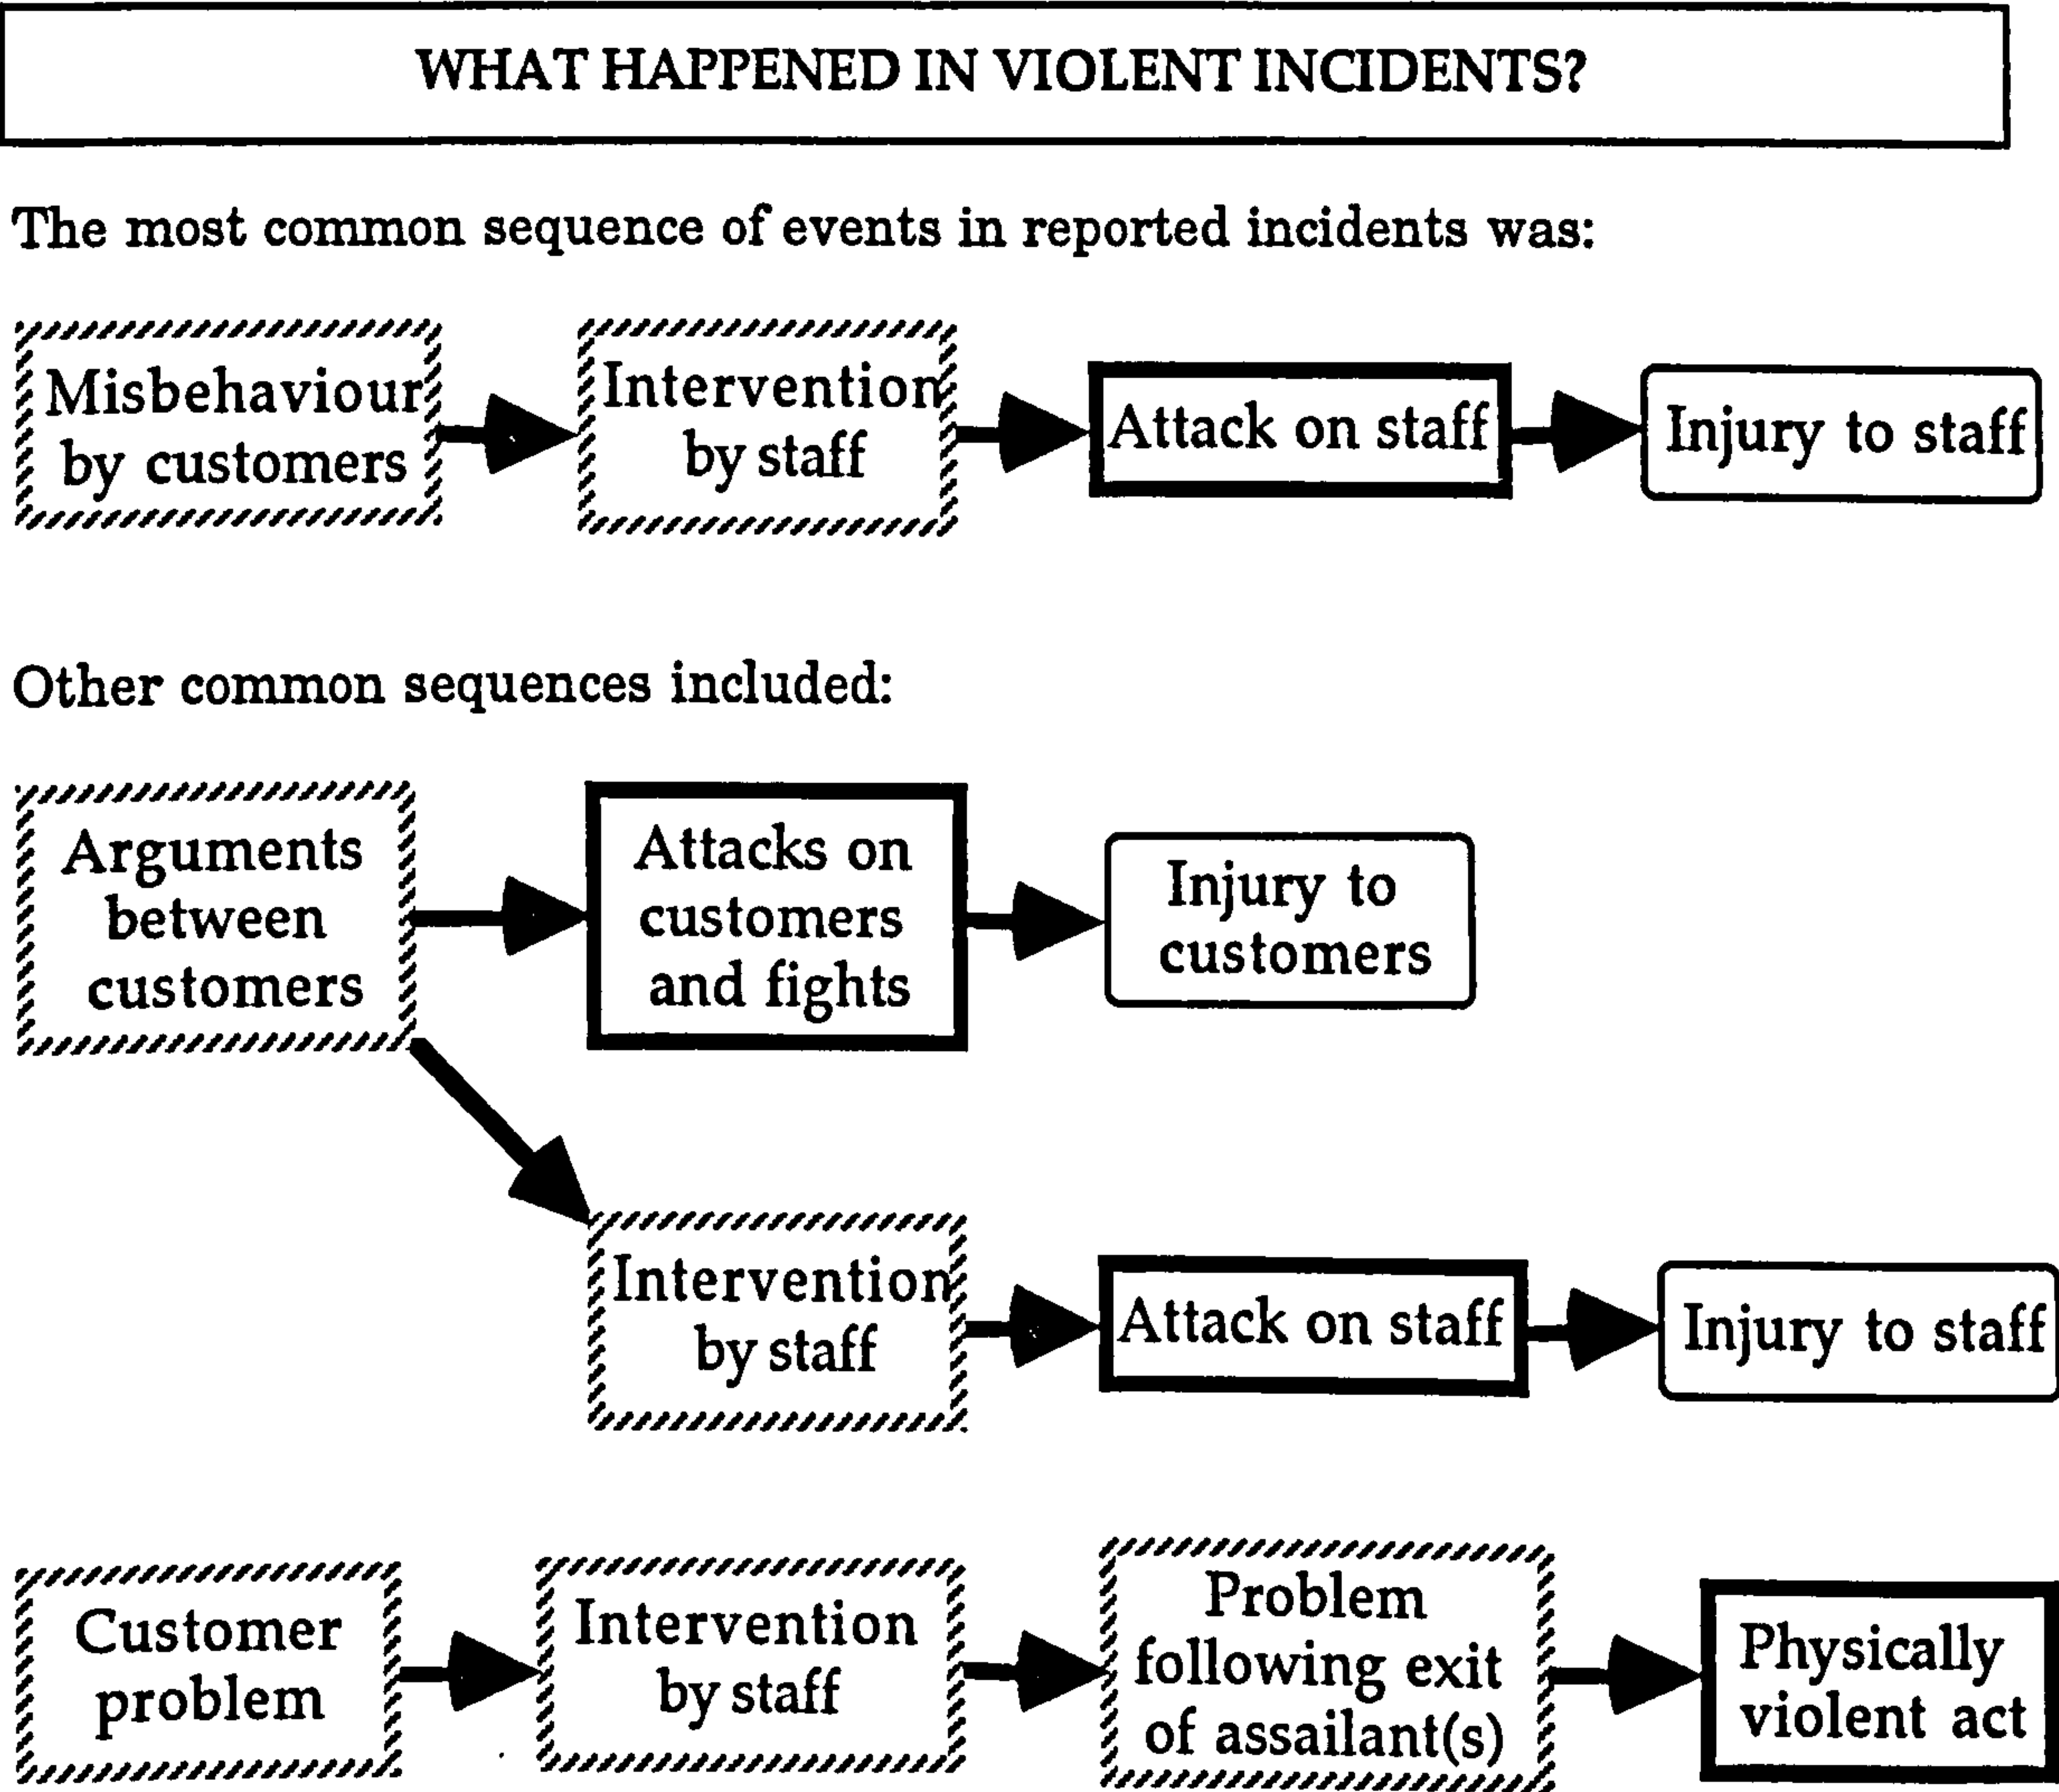 WHAT HAPPENED IN VIOLENT INCIDENTS?
The most common sequence of events in reported incidents was:
Misbehaviour
by customers
Intervention
by staff
Attack on staff
Injury to staff
Other common sequences included:
Arguments
between
customers
Attacks on
customers
and fights
Injury to
customers
Intervention
by staff
Attack on staff
Injury to staff
Customer
problem
Intervention
by staff
Problem
following exit
of assailant(s)
Physically
violent act